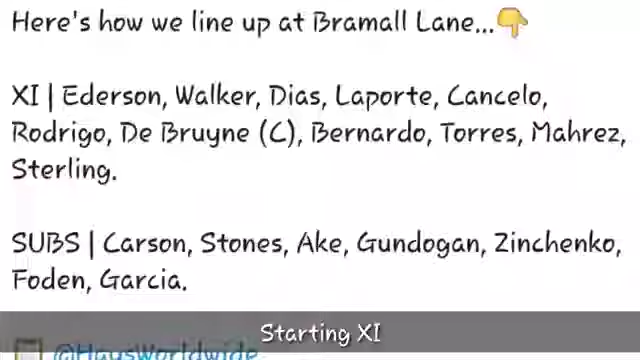 Here's how we line up at Bramall Lane...👇
XI | Ederson, Walker, Dias, Laporte, Cancelo,
Rodrigo, De Bruyne (C), Bernardo, Torres, Mahrez,
Sterling.
SUBS | Carson, Stones, Ake, Gundogan, Zinchenko,
Foden, Garcia.
Starting XI
@HaysWorldwide